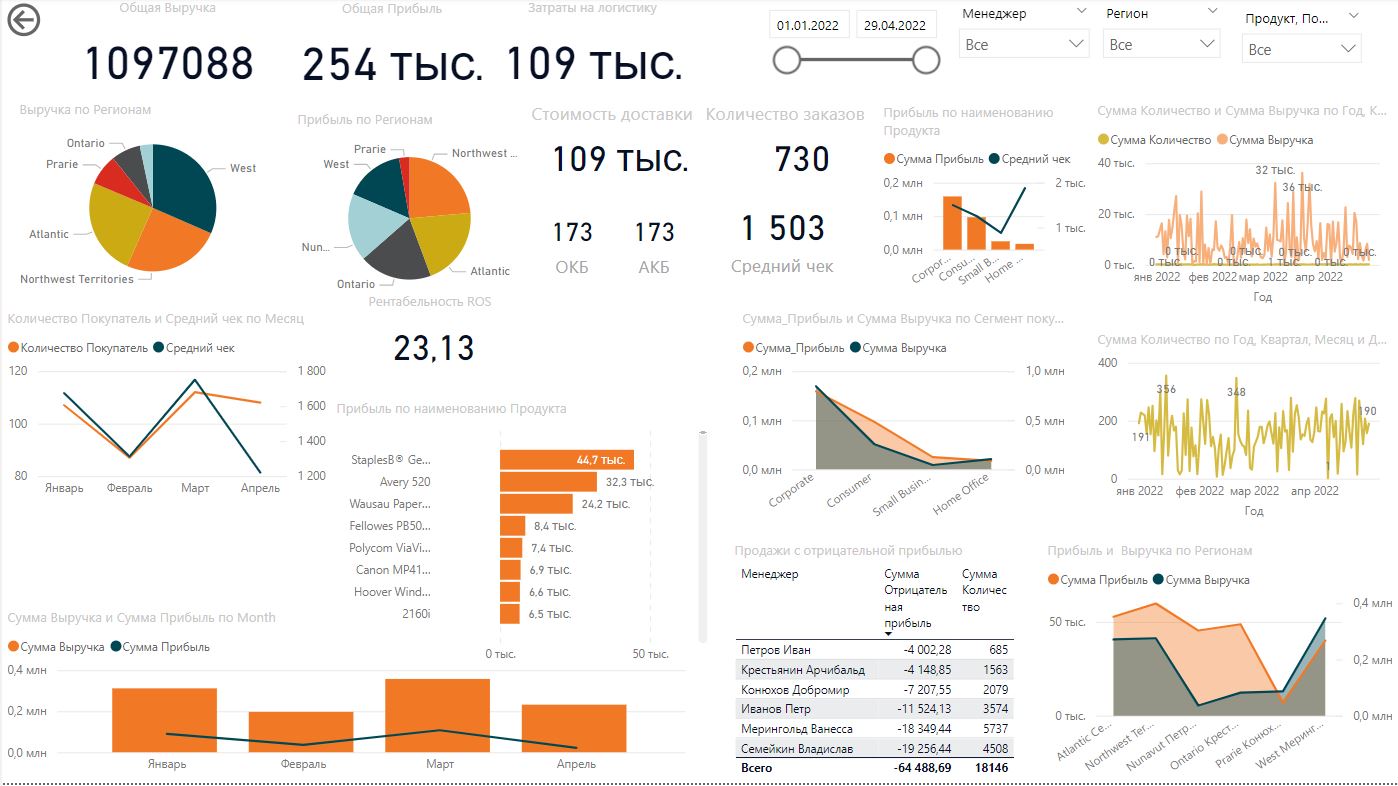 Общая Выручка
1097088
Общая Прибыль
254 тыс.
Затраты на логистику
109 тыс.
01.01.2022
29.04.2022
Менеджер
Все
Регион
Все
Продукт, По...
Все
Выручка по Регионам
Ontario
Prarie
West
Atlantic
Northwest Territories
Прибыль по Регионам
Prarie
West
Northwest ...
Nun...
Atlantic
Ontario
Стоимость доставки
109 тыс.
173
ОКБ
173
АКБ
Количество заказов
730
1 503
Средний чек
Прибыль по наименованию
Продукта
Сумма Прибыль
Средний чек
0,2 млн
0,1 млн
0,0 млн
2 тыс.
1 тыс.
Corpor...
Consu...
Small B...
Home ...
Сумма Количество и Сумма Выручка по Год, К...
Сумма Количество
Сумма Выручка
40 тыс.
20 тыс.
0 тыс.
32 тыс.
36 тыс.
0 тыс.
0 тыс.
0 тыс.
0 тыс.
0 тыс.
0 тыс.
1 тыс.
0 тыс.
0 тыс.
янв 2022
фев 2022
мар 2022
апр 2022
Год
Рентабельность ROS
23,13
Количество Покупатель и Средний чек по Месяц
Количество Покупатель
Средний чек
120
100
80
1 800
1 600
1 400
1 200
Январь
Февраль
Март
Апрель
Прибыль по наименованию Продукта
StaplesB® Ge...
44,7 тыс.
Avery 520
32,3 тыс.
Wausau Paper...
24,2 тыс.
Fellowes PB50...
8,4 тыс.
Polycom ViaVi...
7,4 тыс.
Canon MP41...
6,9 тыс.
Hoover Wind...
6,6 тыс.
2160i
6,5 тыс.
0 тыс.
50 тыс.
Сумма_Прибыль и Сумма Выручка по Сегмент поку...
Сумма_Прибыль
Сумма Выручка
0,2 млн
0,1 млн
0,0 млн
1,0 млн
0,5 млн
0,0 млн
Corporate
Consumer
Small Busin...
Home Office
Сумма Количество по Год, Квартал, Месяц и Д...
400
200
0
356
348
190
191
1
янв 2022
фев 2022
мар 2022
апр 2022
Год
Сумма Выручка и Сумма Прибыль по Month
Сумма Выручка
Сумма Прибыль
0,4 млн
0,2 млн
0,0 млн
Январь
Февраль
Март
Апрель
Продажи с отрицательной прибылью
Менеджер
Сумма
Отрицатель
ная
прибыль
Сумма
Количес
тво
Петров Иван -4 002,28 685
Крестьянин Арчибальд -4 148,85 1563
Конюхов Добромир -7 207,55 2079
Иванов Петр -11 524,13 3574
Мерингольд Ванесса -18 349,44 5737
Семейкин Владислав -19 256,44 4508
Всего -64 488,69 18146
Прибыль и Выручка по Регионам
Сумма Прибыль
Сумма Выручка
50 тыс.
0 тыс.
0,4 млн
0,2 млн
0,0 млн
Atlantic Се...
Northwest Ter...
Nunavut Петр...
Ontario Крест...
Prarie Конюх...
West Меринг...